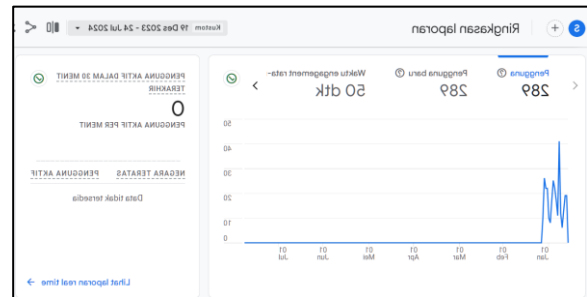 S + Ringkasan laporan Kustom 19 Des 2023 - 24 Jul 2024
Pengguna Pengguna baru Waktu engagement rata-
289 289 50 dtk
50
40
30
20
10
0
01 Jan 01 Feb 01 Mar 01 Apr 01 Mei 01 Jun 01 Jul
PENGGUNA AKTIF DALAM 30 MENIT
TERAKHIR
0
PENGGUNA AKTIF PER MENIT
NEGARA TERATAS PENGGUNA AKTIF
Data tidak tersedia
Lihat laporan real time →